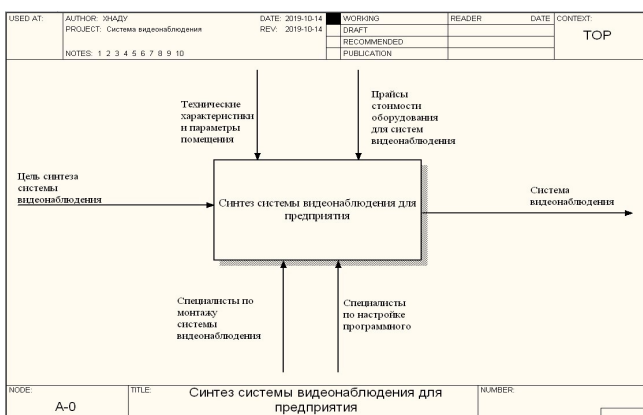 USED AT:
AUTHOR: ХНАДУ
DATE: 2019-10-14
WORKING
READER
DATE
CONTEXT:
PROJECT: Система видеонаблюдения
REV: 2019-10-14
DRAFT
TOP
RECOMMENDED
NOTES: 1 2 3 4 5 6 7 8 9 10
PUBLICATION
Технические
характеристики
и параметры
помещения
Прайсы
стоимости
оборудования
для систем
видеонаблюдения
Цель синтеза
системы
видеонаблюдения
Синтез системы видеонаблюдения для
предприятия
Система
видеонаблюдения
Специалисты по
монтажу
системы
видеонаблюдения
Специалисты
по настройке
программного
NODE:
A-0
TITLE:
Синтез системы видеонаблюдения для
предприятия
NUMBER: